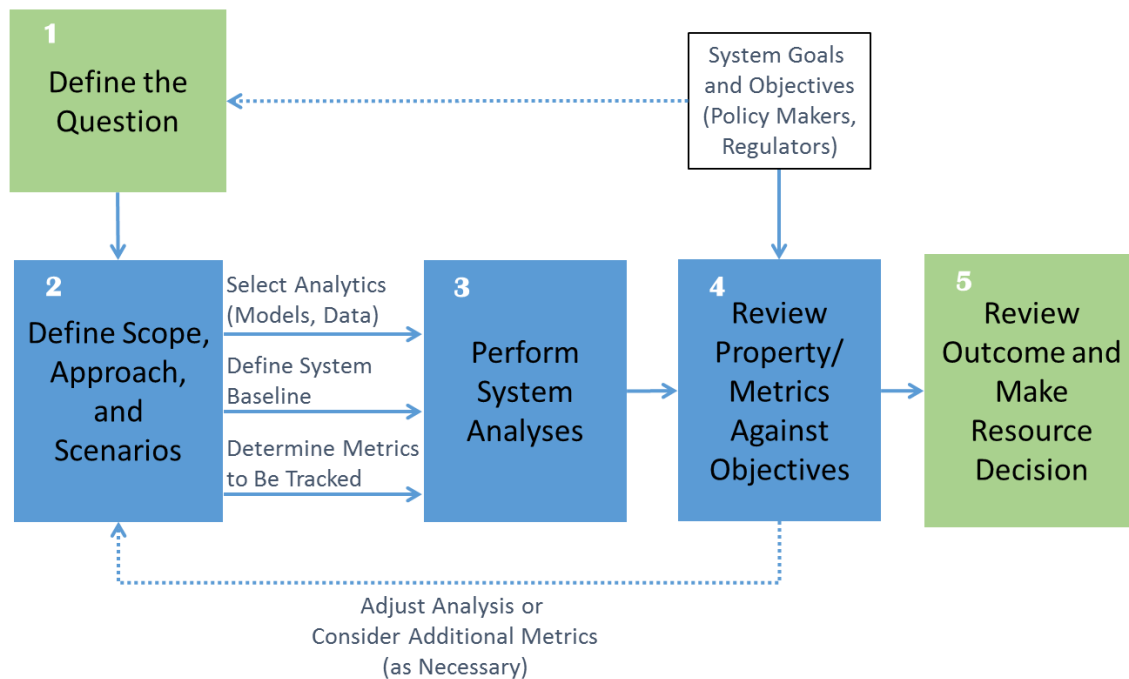 1
Define the
Question
System Goals
and Objectives
(Policy Makers,
Regulators)
2
Define Scope,
Approach,
and
Scenarios
Select Analytics
(Models, Data)
Define System
Baseline
Determine Metrics
to Be Tracked
3
Perform
System
Analyses
4
Review
Property/
Metrics
Against
Objectives
5
Review
Outcome and
Make
Resource
Decision
Adjust Analysis or
Consider Additional Metrics
(as Necessary)